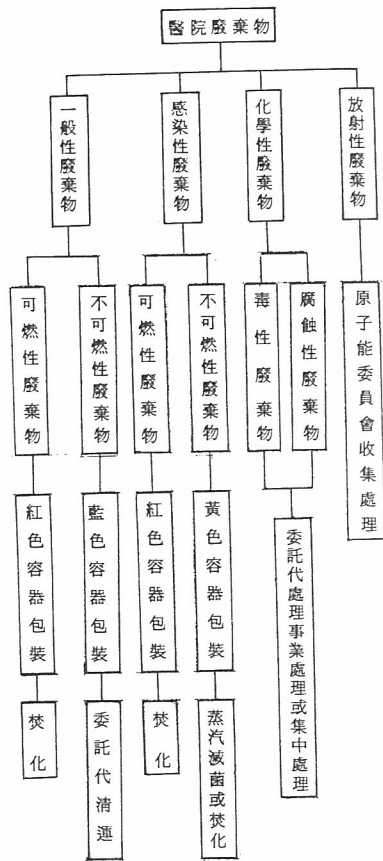 醫院廢棄物
一般性廢棄物
感染性廢棄物
化學性廢棄物
放射性廢棄物
可燃性廢棄物
不可燃性廢棄物
可燃性廢棄物
不可燃性廢棄物
毒性廢棄物
腐蝕性廢棄物
原子能委員會收集處理
紅色容器包裝
藍色容器包裝
紅色容器包裝
黃色容器包裝
委託代處理事業處理或集中處理
焚化
委託代清運
焚化
蒸汽滅菌或焚化